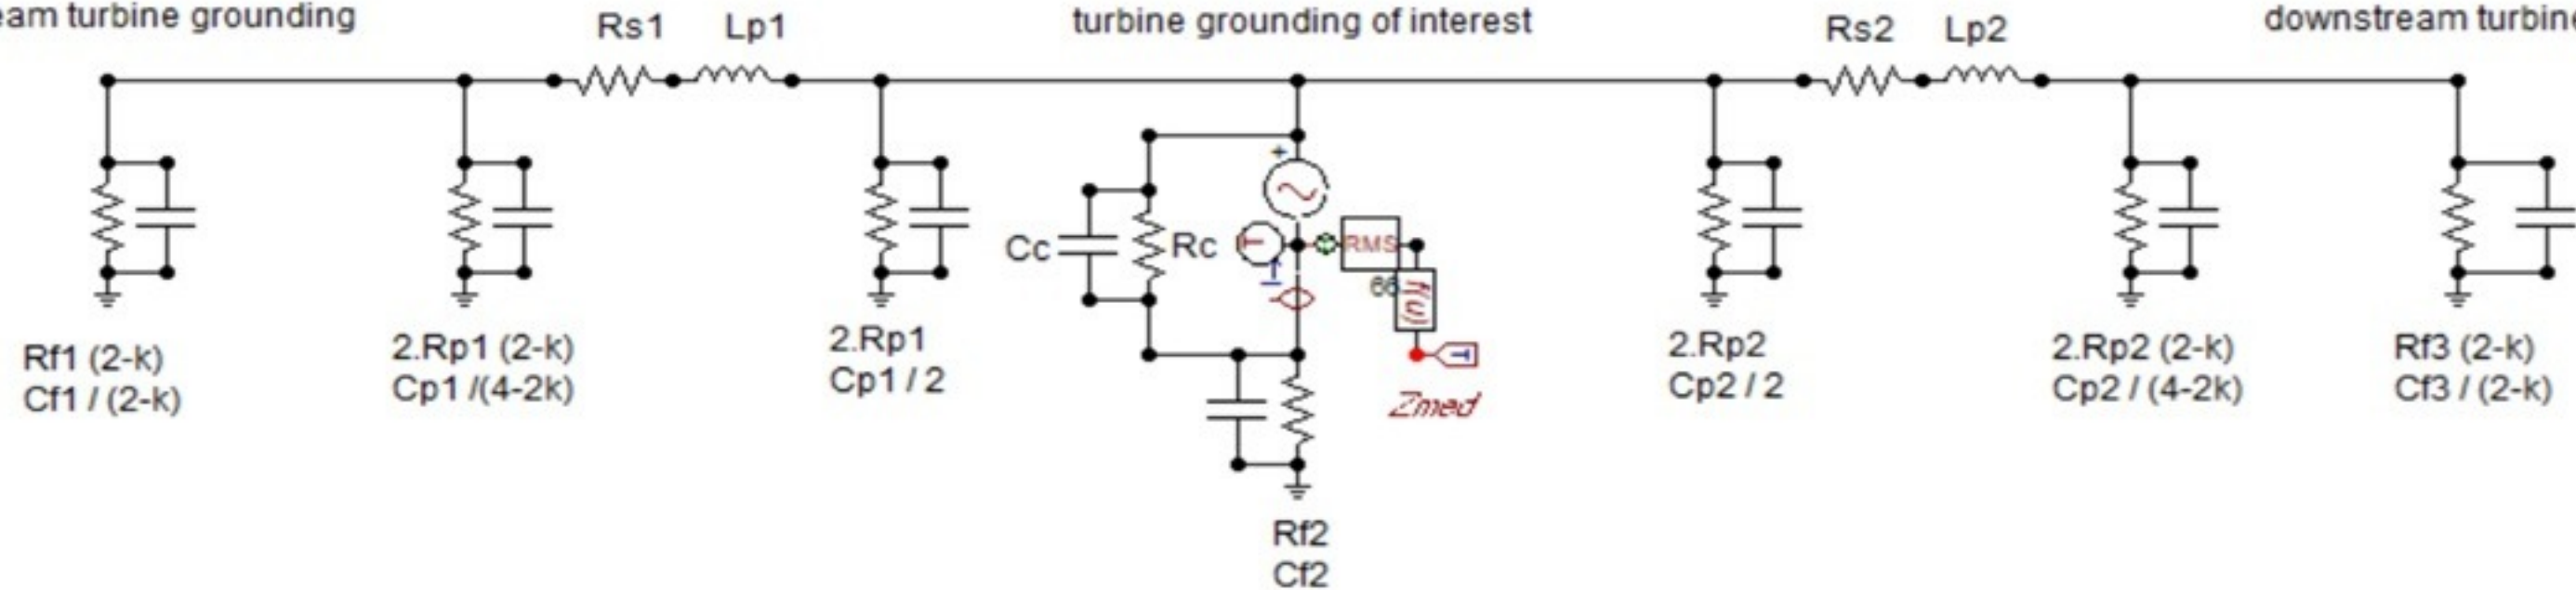 eam turbine grounding
Rs1 Lp1
turbine grounding of interest
Rs2 Lp2
downstream turbine
+
Cc
Rc
T
RMS
66
f(u)
T
Zmed
Rf1 (2-k)
Cf1 / (2-k)
2.Rp1 (2-k)
Cp1 /(4-2k)
2.Rp1
Cp1 / 2
2.Rp2
Cp2 / 2
2.Rp2 (2-k)
Cp2 / (4-2k)
Rf3 (2-k)
Cf3 / (2-k)
Rf2
Cf2